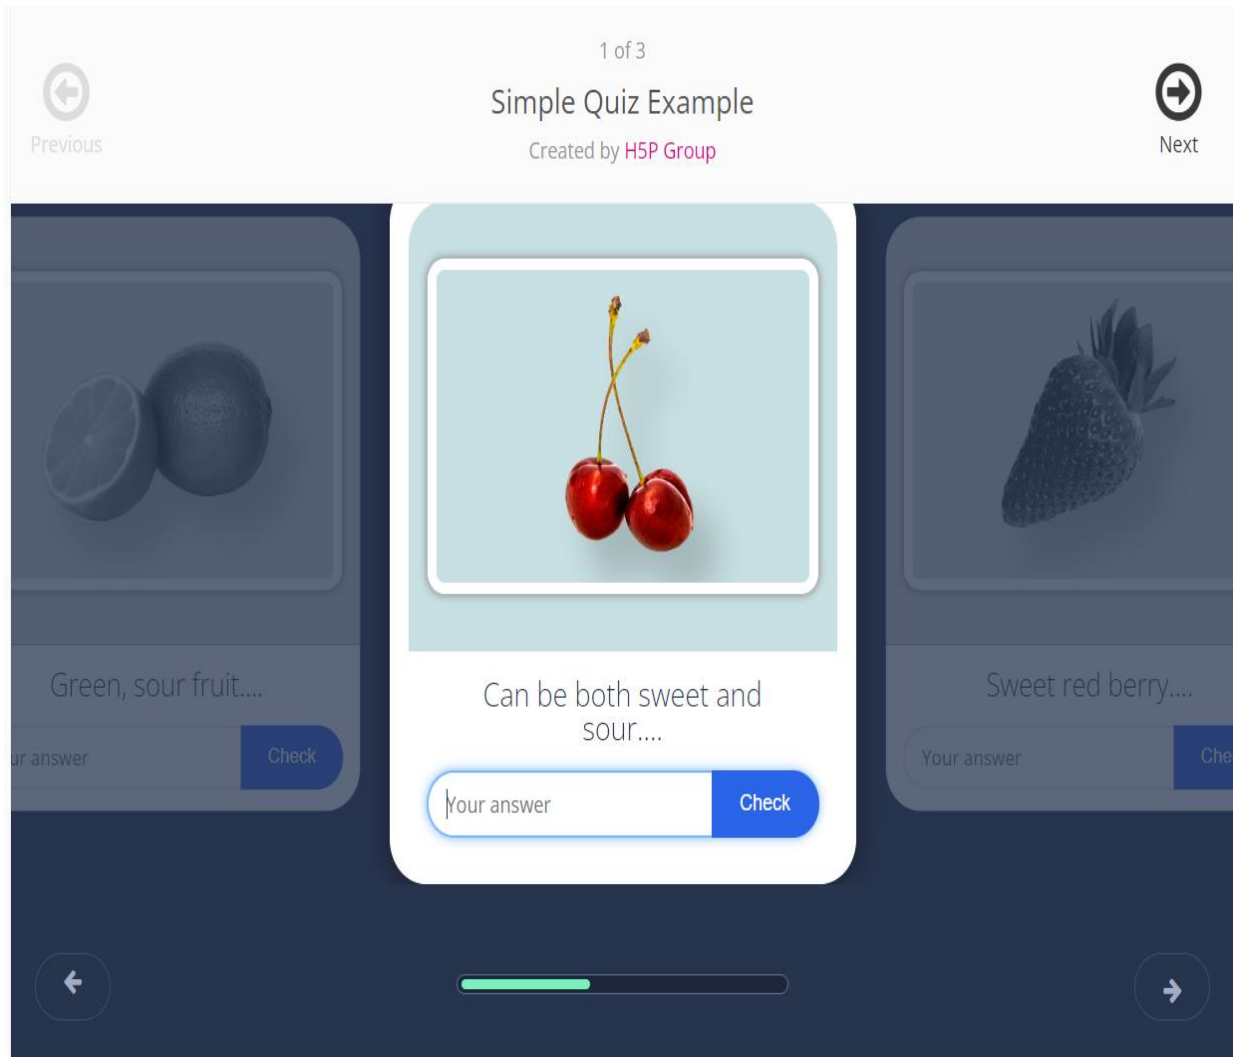 1 of 3
Simple Quiz Example
Created by H5P Group
Previous
Next
Green, sour fruit....
answer
Check
Can be both sweet and
sour....
Your answer
Check
Sweet red berry....
Your answer